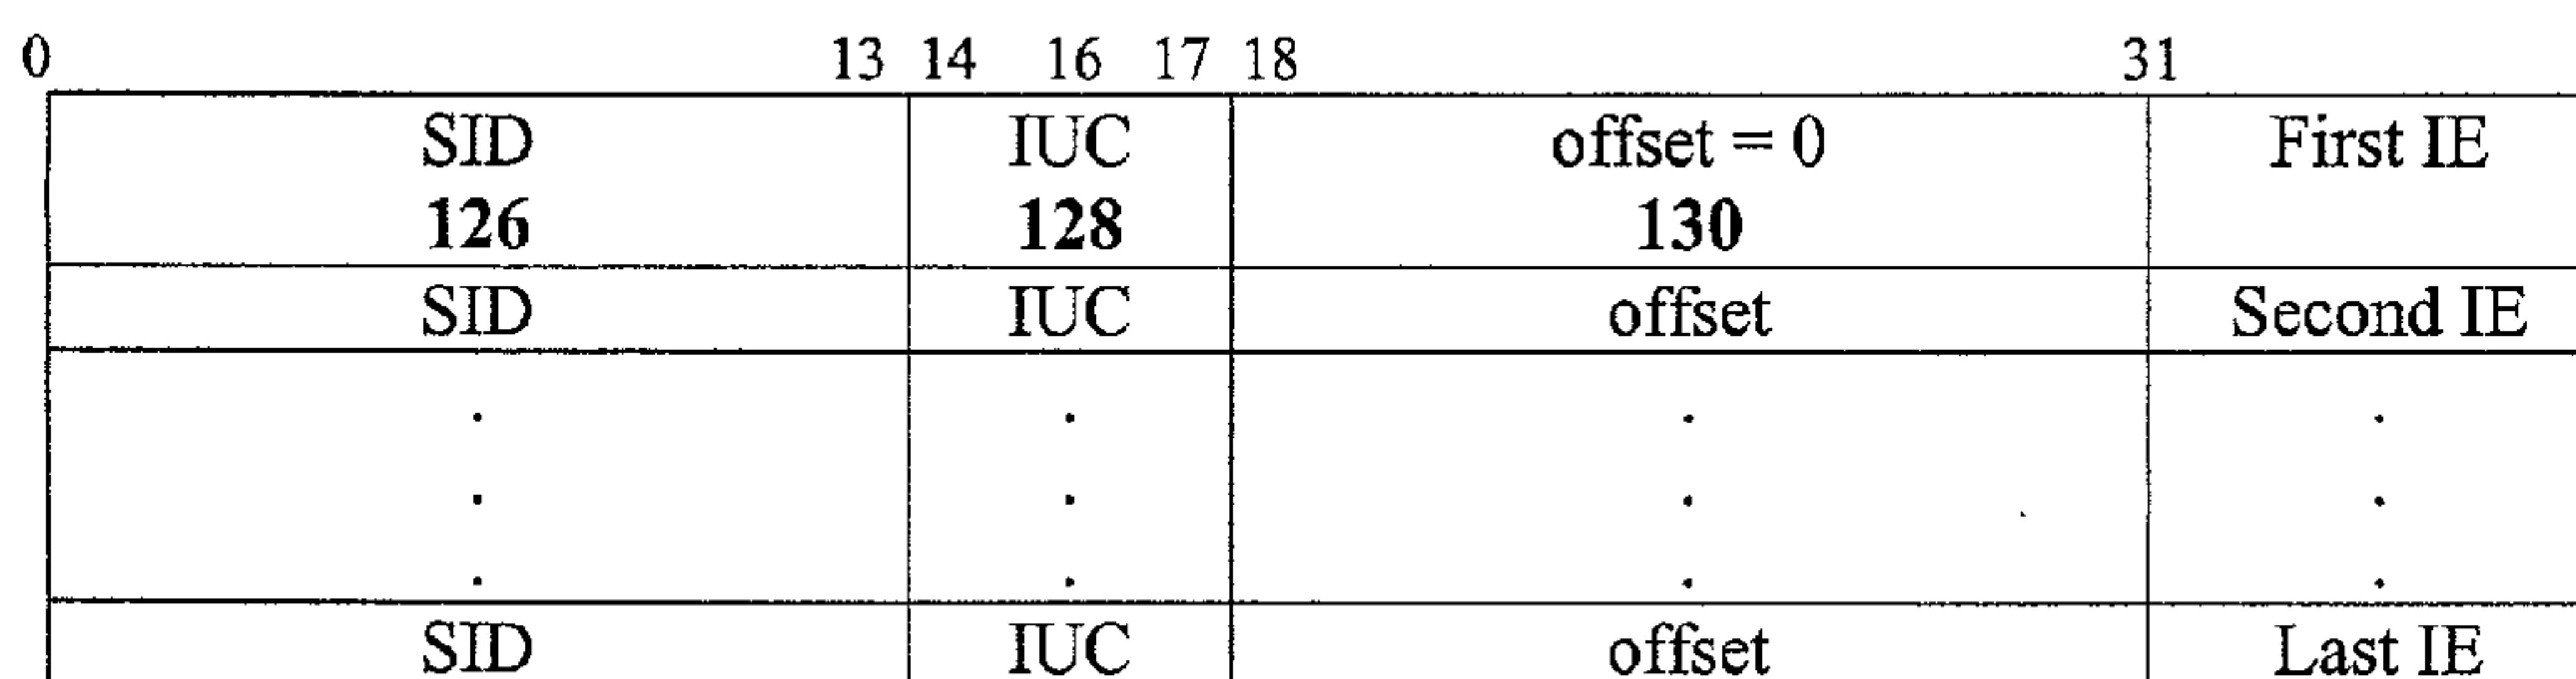 0 13 14 16 17 18 31
SID IUC offset = 0 First IE
126 128 130
SID IUC offset Second IE
. . . .
. . . .
. . . .
SID IUC offset Last IE